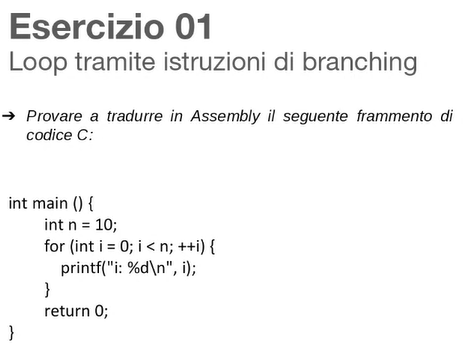 Esercizio 01
Loop tramite istruzioni di branching
➔ Provare a tradurre in Assembly il seguente frammento di
codice C:
int main () {
int n = 10;
for (int i = 0; i < n; ++i) {
printf("i: %d\n", i);
}
return 0;
}